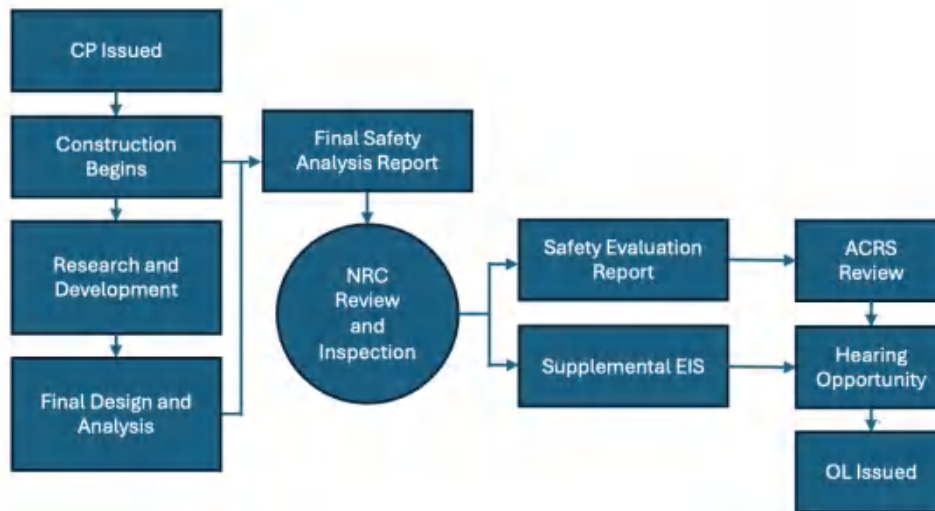 CP Issued
Construction
Begins
Research and
Development
Final Design and
Analysis
Final Safety
Analysis Report
NRC
Review
and
Inspection
Safety Evaluation
Report
Supplemental EIS
ACRS
Review
Hearing
Opportunity
OL Issued